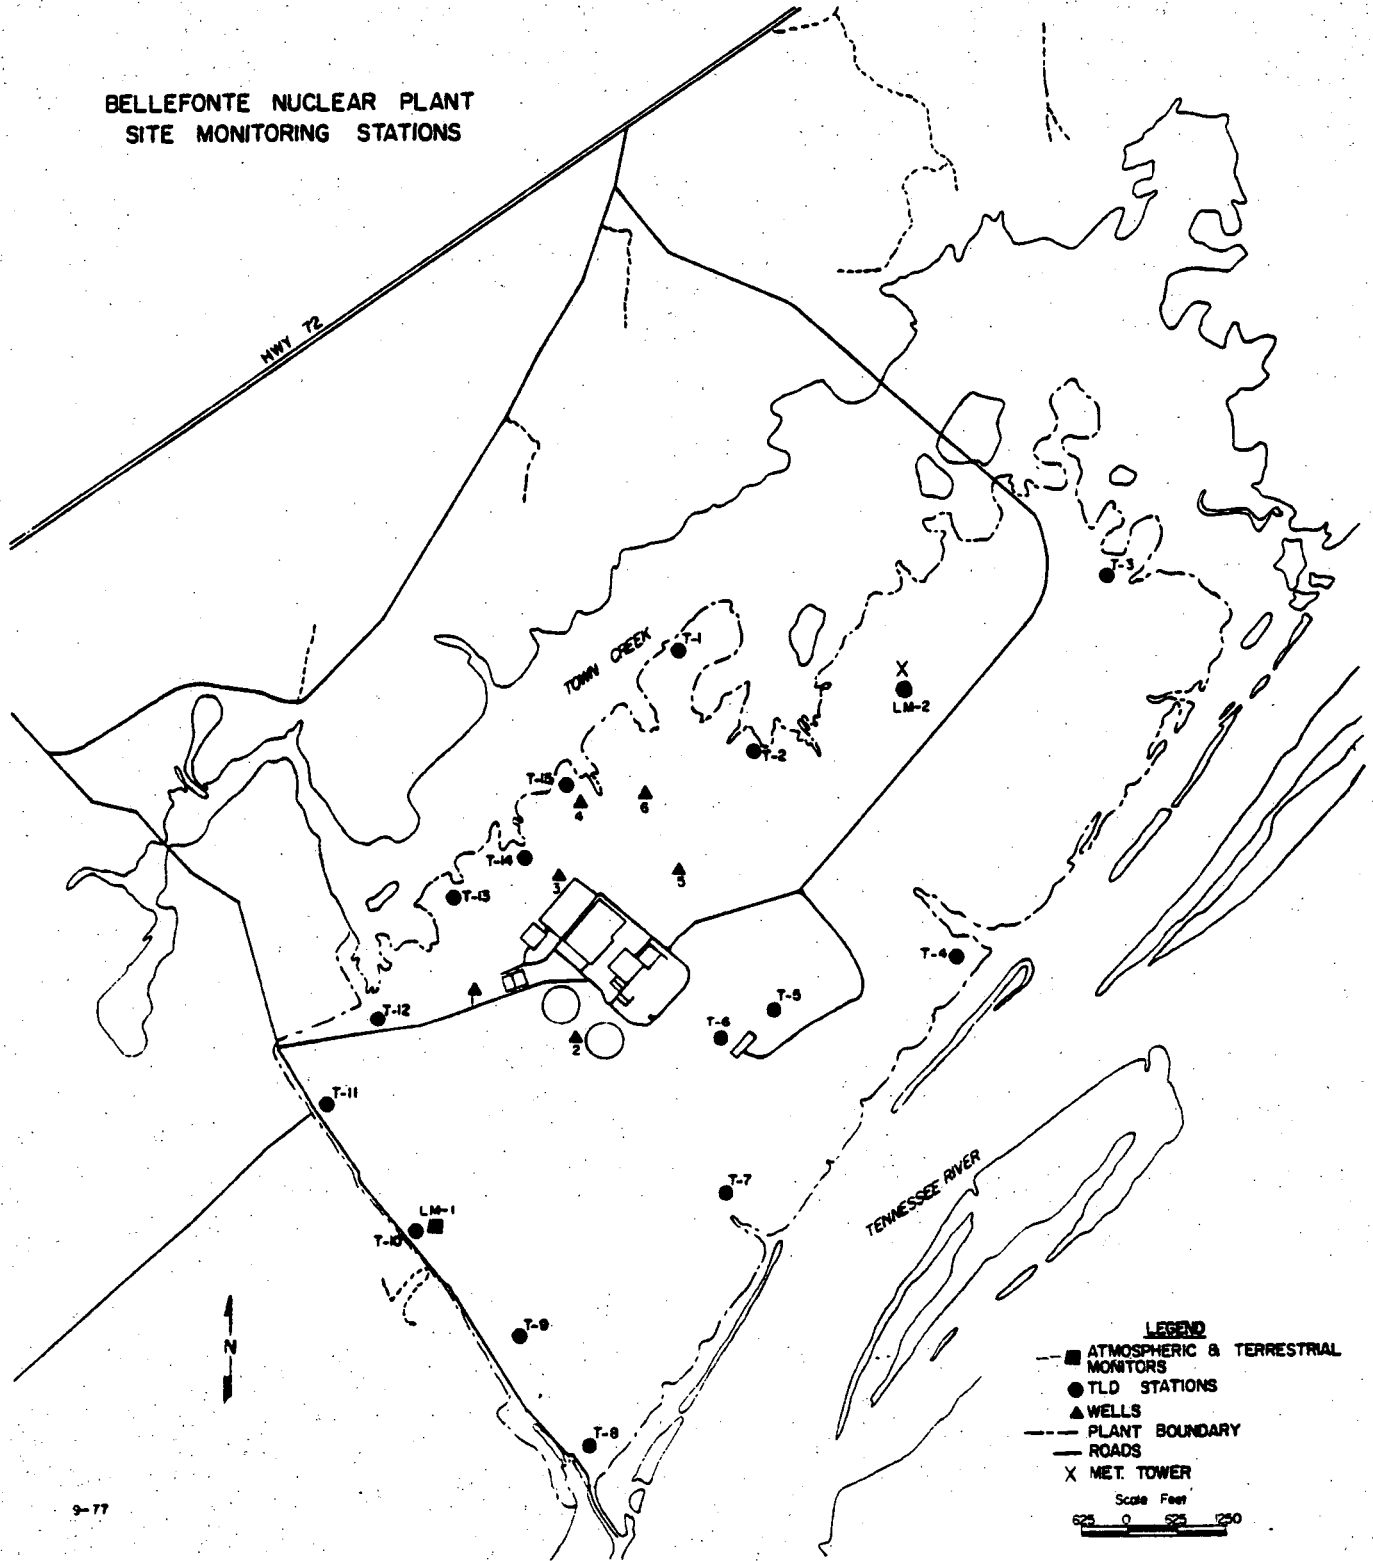 BELLEFONTE NUCLEAR PLANT
SITE MONITORING STATIONS
HWY 72
T-3
TOWN CREEK
T-1
LM-2
T-2
T-15
4
6
T-14
3
5
T-13
T-4
T-5
T-12
1
T-6
2
T-11
T-7
TENNESSEE RIVER
LM-1
T-10
N
T-9
T-8
LEGEND
ATMOSPHERIC & TERRESTRIAL
MONITORS
TLD STATIONS
WELLS
PLANT BOUNDARY
ROADS
X MET. TOWER
Scale Feet
625 0 625 1250
9-77